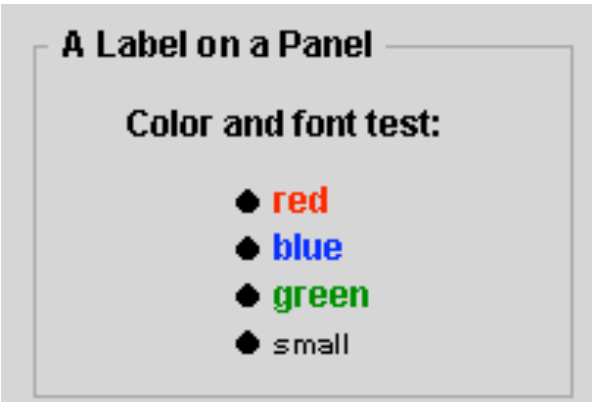 A Label on a Panel
Color and font test:
red
blue
green
small